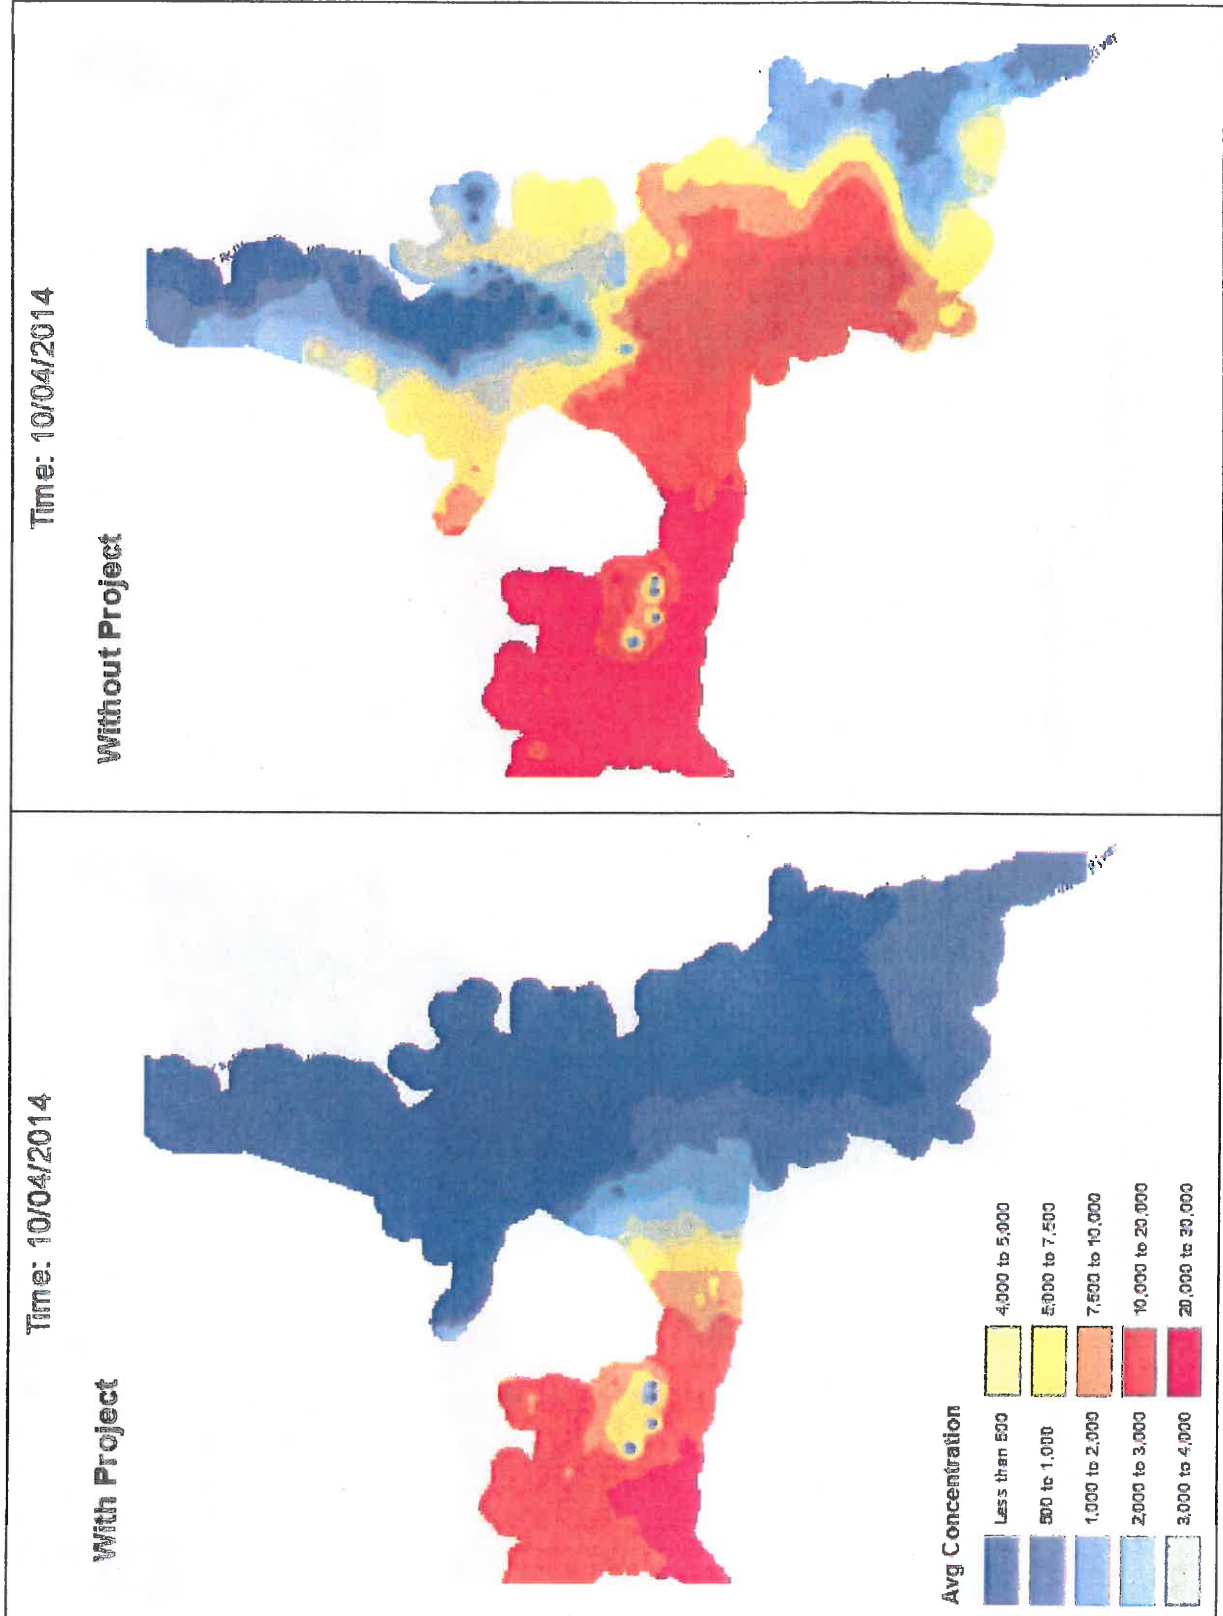 Time: 10/04/2014
With Project
Avg Concentration
Less than 500
500 to 1,000
1,000 to 2,000
2,000 to 3,000
3,000 to 4,000
4,000 to 5,000
5,000 to 7,500
7,500 to 10,000
10,000 to 20,000
20,000 to 30,000
River
Time: 10/04/2014
Without Project
River